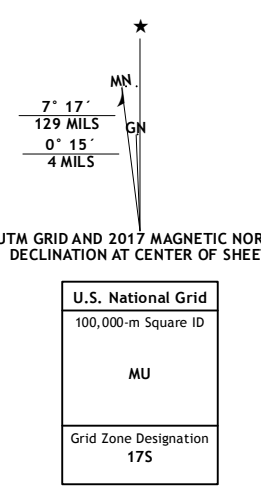 MN
7° 17´
129 MILS
GN
0° 15´
4 MILS
UTM GRID AND 2017 MAGNETIC NOR
DECLINATION AT CENTER OF SHEE
U.S. National Grid
100,000-m Square ID
MU
Grid Zone Designation
17S